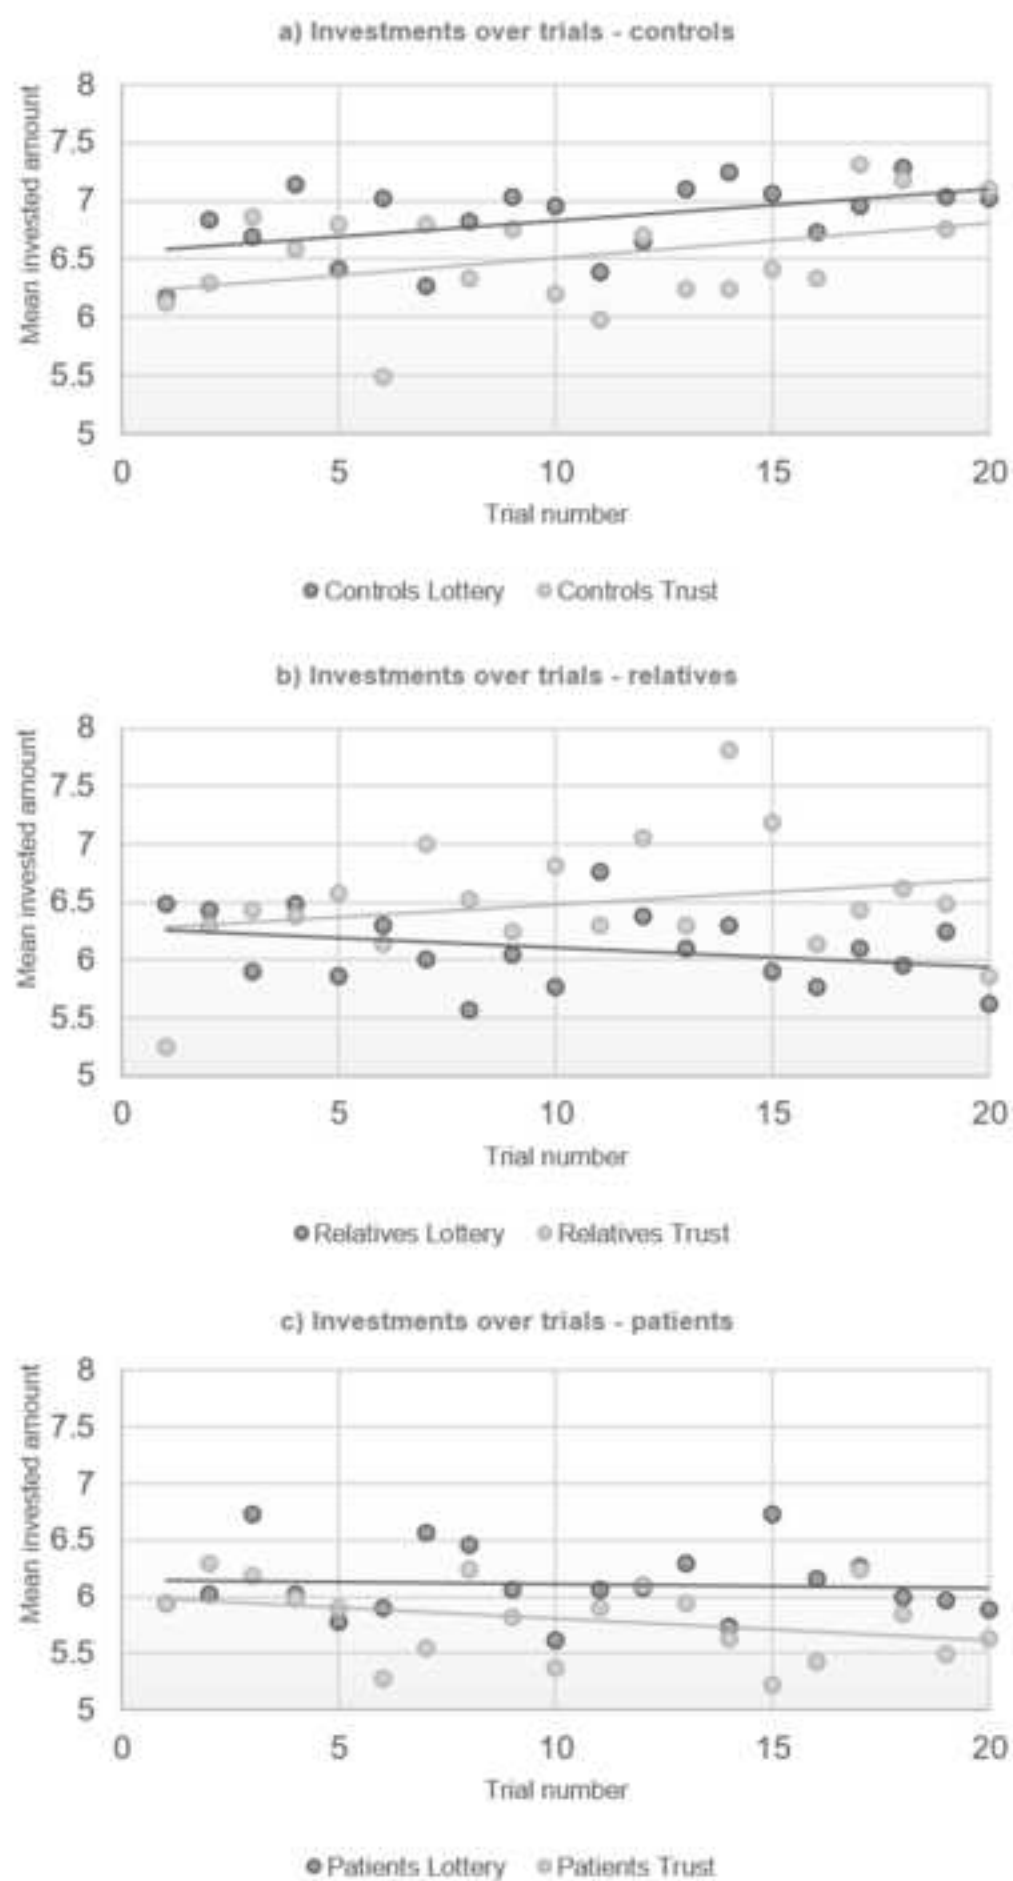 a) Investments over trials - controls
Mean invested amount
8
7.5
7
6.5
6
5.5
5
0 5 10 15 20
Trial number
Controls Lottery Controls Trust
b) Investments over trials - relatives
Mean invested amount
8
7.5
7
6.5
6
5.5
5
0 5 10 15 20
Trial number
Relatives Lottery Relatives Trust
c) Investments over trials - patients
Mean invested amount
8
7.5
7
6.5
6
5.5
5
0 5 10 15 20
Trial number
Patients Lottery Patients Trust